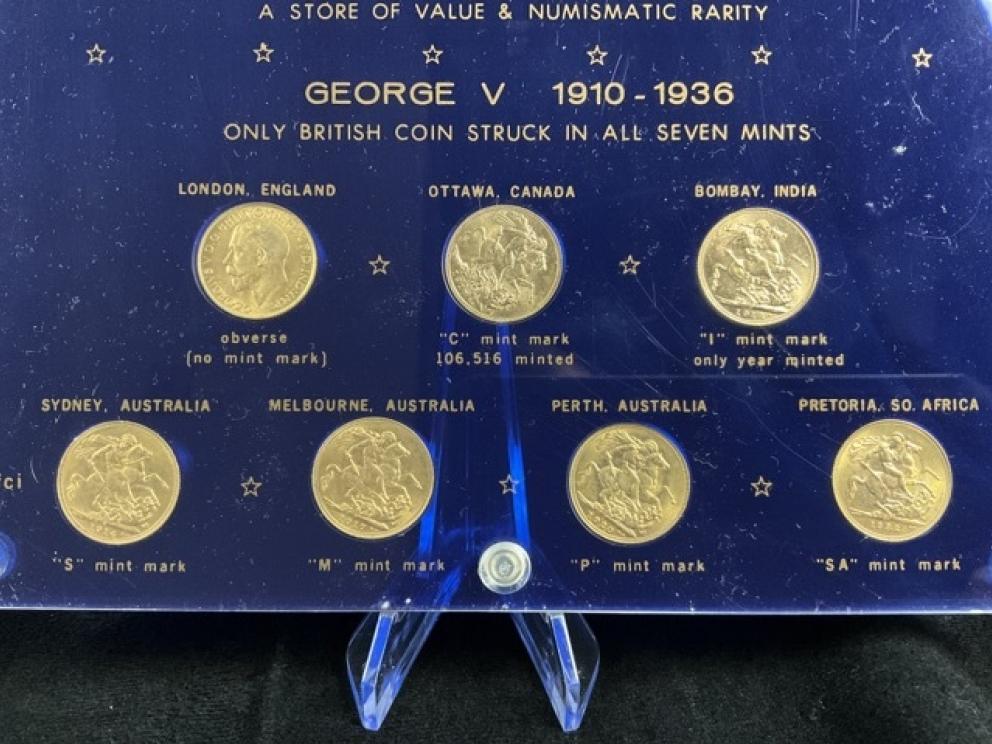 A STORE OF VALUE & NUMISMATIC RARITY
GEORGE V 1910 - 1936
ONLY BRITISH COIN STRUCK IN ALL SEVEN MINTS
LONDON, ENGLAND
OTTAWA, CANADA
BOMBAY, INDIA
obverse
(no mint mark)
"C" mint mark
106,516 minted
"I" mint mark
only year minted
SYDNEY, AUSTRALIA
MELBOURNE, AUSTRALIA
PERTH, AUSTRALIA
PRETORIA, SO. AFRICA
"S" mint mark
"M" mint mark
"P" mint mark
"SA" mint mark